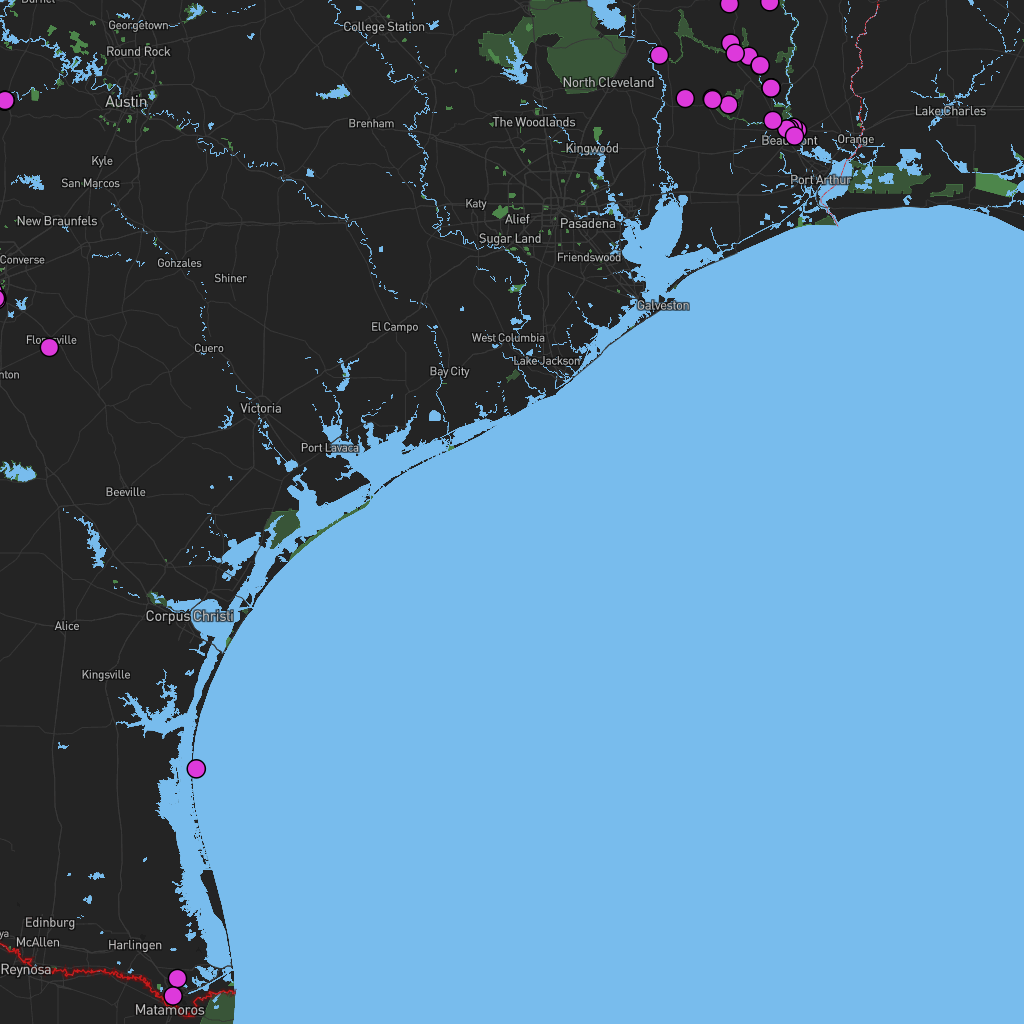 Georgetown
College Station
Round Rock
North Cleveland
Austin
Lake Charles
Brenham
The Woodlands
Orange
Kingwood
Kyle
San Marcos
Port Arthur
Katy
New Braunfels
Alief
Pasadena
Sugar Land
Converse
Gonzales
Friendswood
Shiner
Galveston
El Campo
West Columbia
Cuero
Lake Jackson
Bay City
Victoria
Port Lavaca
Beeville
Corpus Christi
Alice
Kingsville
Edinburg
McAllen
Harlingen
Reynosa
Matamoros